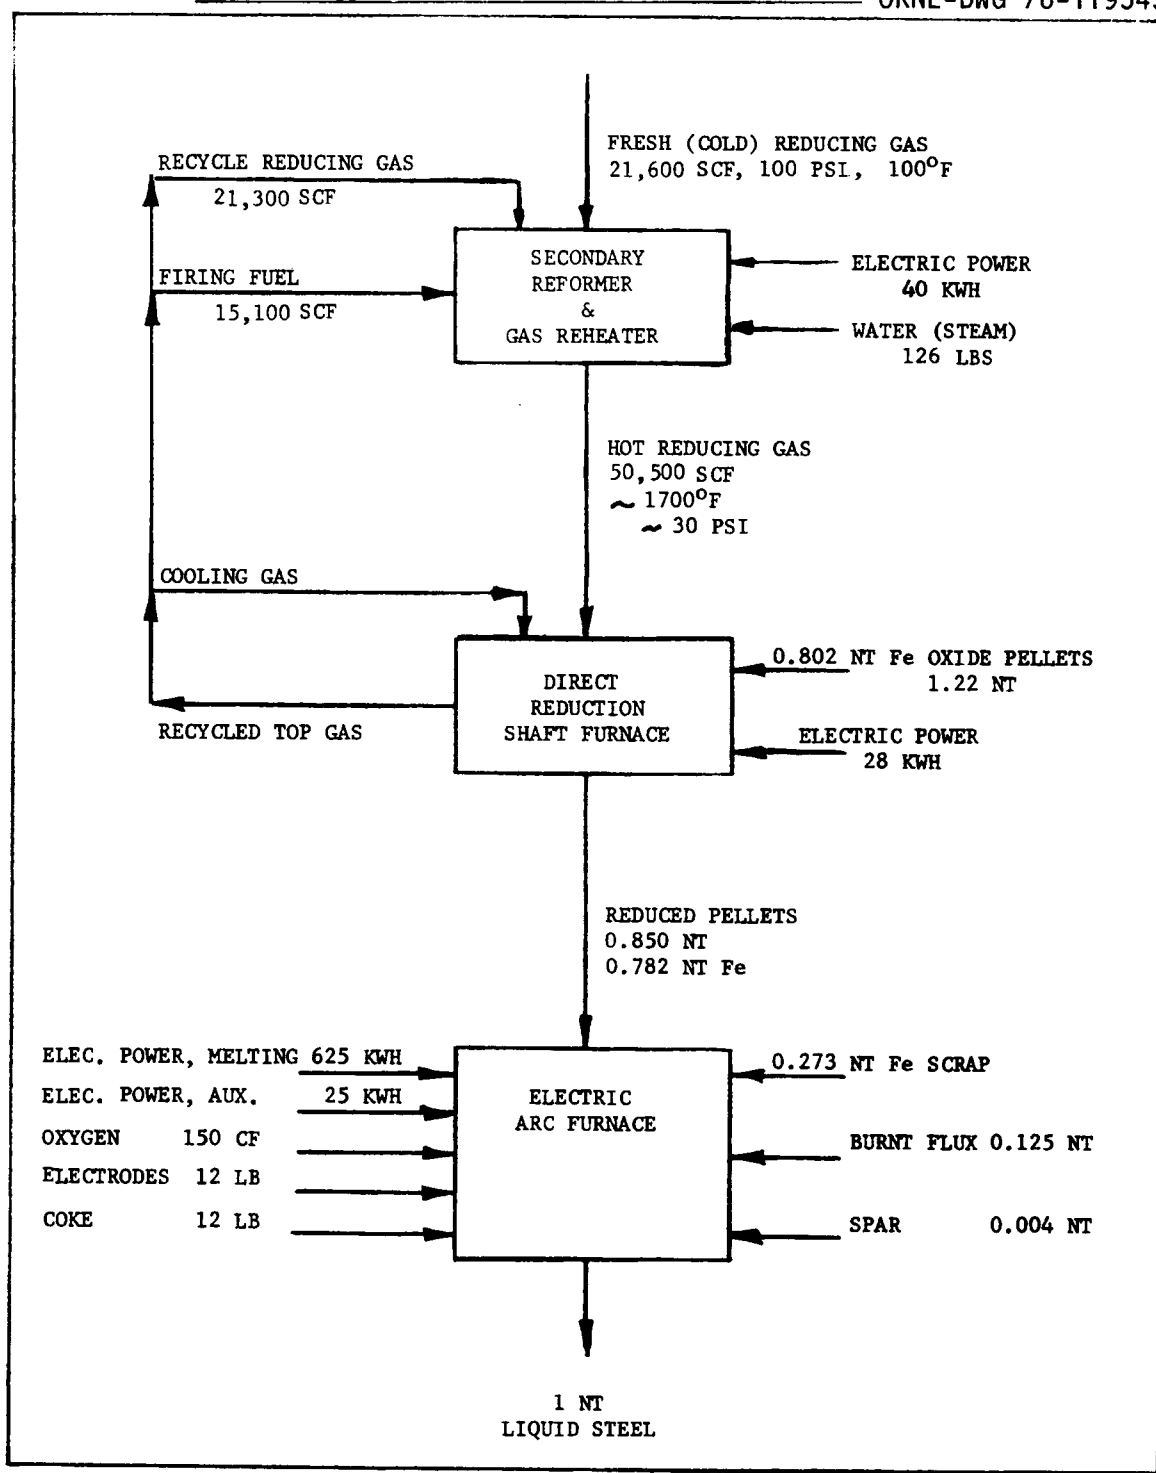 RECYCLE REDUCING GAS
21,300 SCF
FRESH (COLD) REDUCING GAS
21,600 SCF, 100 PSI, 100°F
FIRING FUEL
15,100 SCF
SECONDARY
REFORMER
&
GAS REHEATER
ELECTRIC POWER
40 KWH
WATER (STEAM)
126 LBS
HOT REDUCING GAS
50,500 SCF
~ 1700°F
~ 30 PSI
COOLING GAS
RECYCLED TOP GAS
DIRECT
REDUCTION
SHAFT FURNACE
0.802 NT Fe OXIDE PELLETS
1.22 NT
ELECTRIC POWER
28 KWH
REDUCED PELLETS
0.850 NT
0.782 NT Fe
ELEC. POWER, MELTING 625 KWH
ELEC. POWER, AUX. 25 KWH
OXYGEN 150 CF
ELECTRODES 12 LB
COKE 12 LB
ELECTRIC
ARC FURNACE
0.273 NT Fe SCRAP
BURNT FLUX 0.125 NT
SPAR 0.004 NT
1 NT
LIQUID STEEL